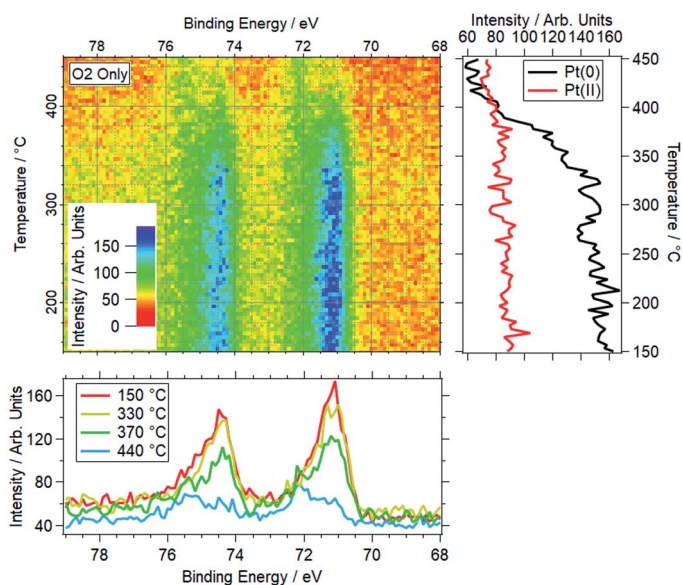 Binding Energy / eV
78 76 74 72 70 68
O2 Only
Temperature / °C
400
300
200
Intensity / Arb. Units
150
100
50
0
Intensity / Arb. Units
60 80 100 120 140 160
Pt(0)
Pt(II)
450
400
350
300
250
200
150
Temperature / °C
Intensity / Arb. Units
160
120
80
40
150 °C
330 °C
370 °C
440 °C
78 76 74 72 70 68
Binding Energy / eV